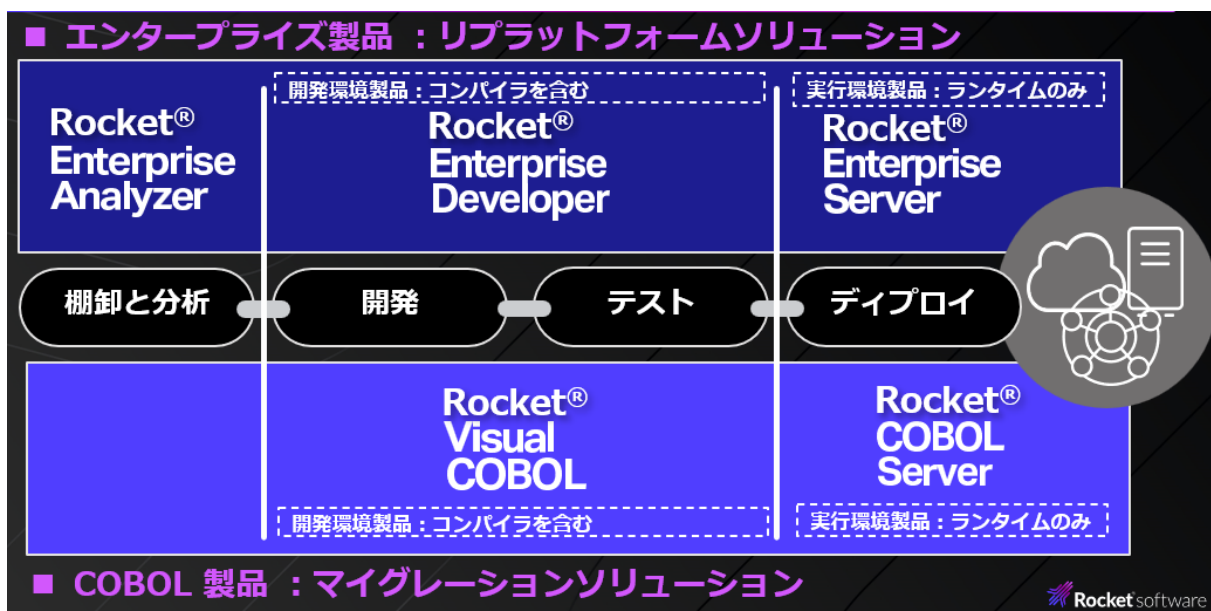 ■ エンタープライズ製品 ：リプラットフォームソリューション
Rocket®
Enterprise
Analyzer
開発環境製品：コンパイラを含む
Rocket®
Enterprise
Developer
実行環境製品：ランタイムのみ
Rocket®
Enterprise
Server
棚卸と分析
開発
テスト
ディプロイ
Rocket®
Visual
COBOL
開発環境製品：コンパイラを含む
Rocket®
COBOL
Server
実行環境製品：ランタイムのみ
■ COBOL 製品 ：マイグレーションソリューション
Rocket software